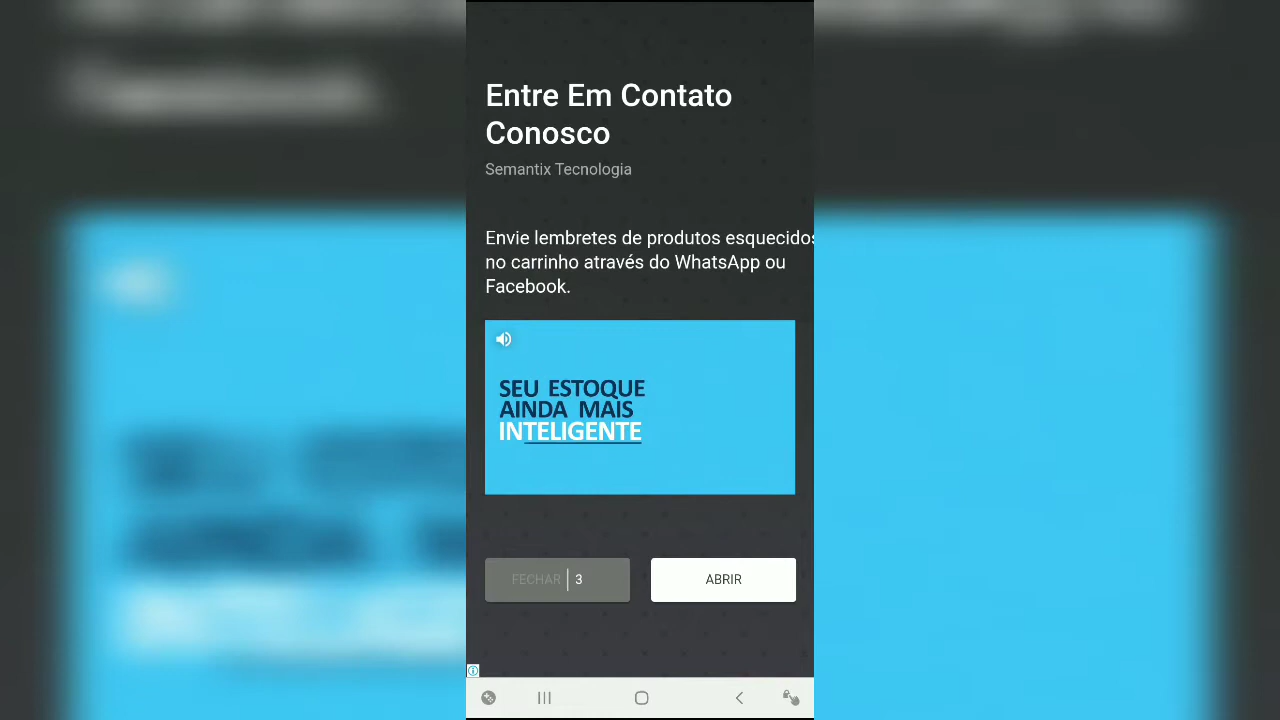 Entre Em Contato
Conosco
Semantix Tecnologia
Envie lembretes de produtos esquecidos
no carrinho através do WhatsApp ou
Facebook.
SEU ESTOQUE
AINDA MAIS
INTELIGENTE
FECHAR 3
ABRIR